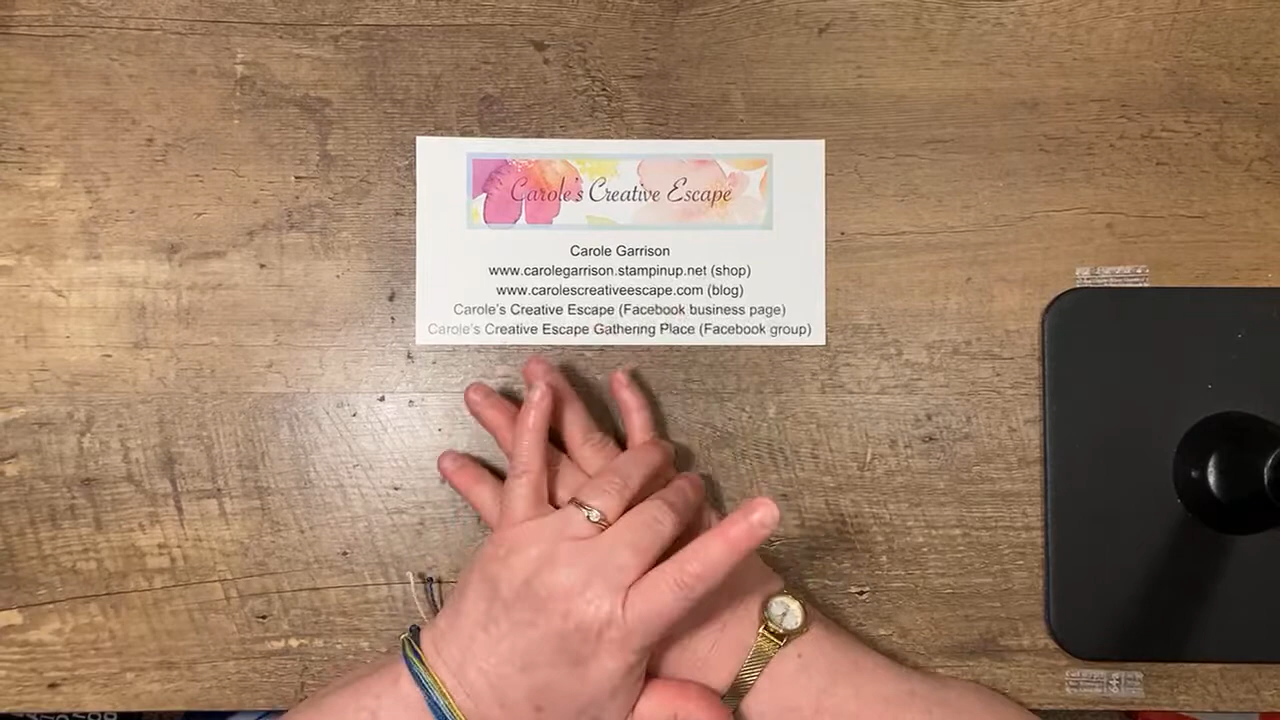 Carole's Creative Escape
Carole Garrison
www.carolegarrison.stampinup.net (shop)
www.carolescreativeescape.com (blog)
Carole's Creative Escape (Facebook business page)
Carole's Creative Escape Gathering Place (Facebook group)